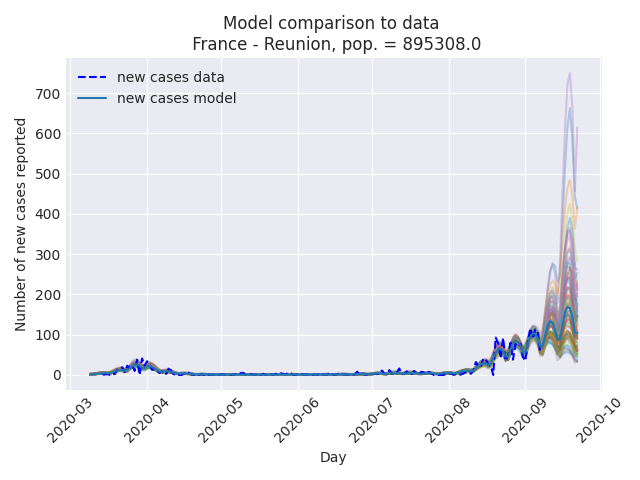 Model comparison to data
France - Reunion, pop. = 895308.0
new cases data
new cases model
Number of new cases reported
700
600
500
400
300
200
100
0
2020-03
2020-04
2020-05
2020-06
2020-07
2020-08
2020-09
2020-10
Day